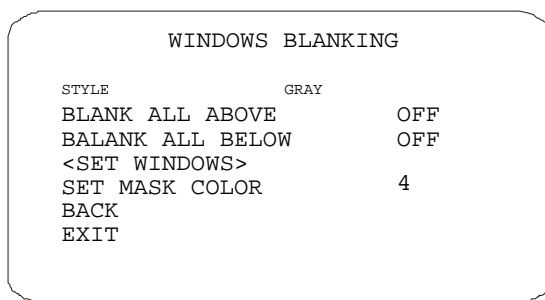 WINDOWS BLANKING
STYLE GRAY
BLANK ALL ABOVE OFF
BALANK ALL BELOW OFF
<SET WINDOWS>
SET MASK COLOR 4
BACK
EXIT